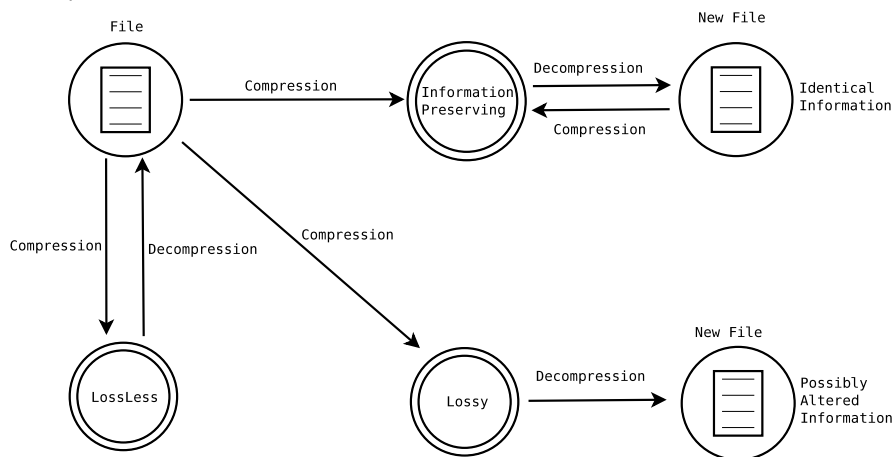 File
New File
Compression
Information
Preserving
Decompression
Compression
Identical
Information
Compression
Decompression
Compression
LossLess
Lossy
Decompression
New File
Possibly
Altered
Information